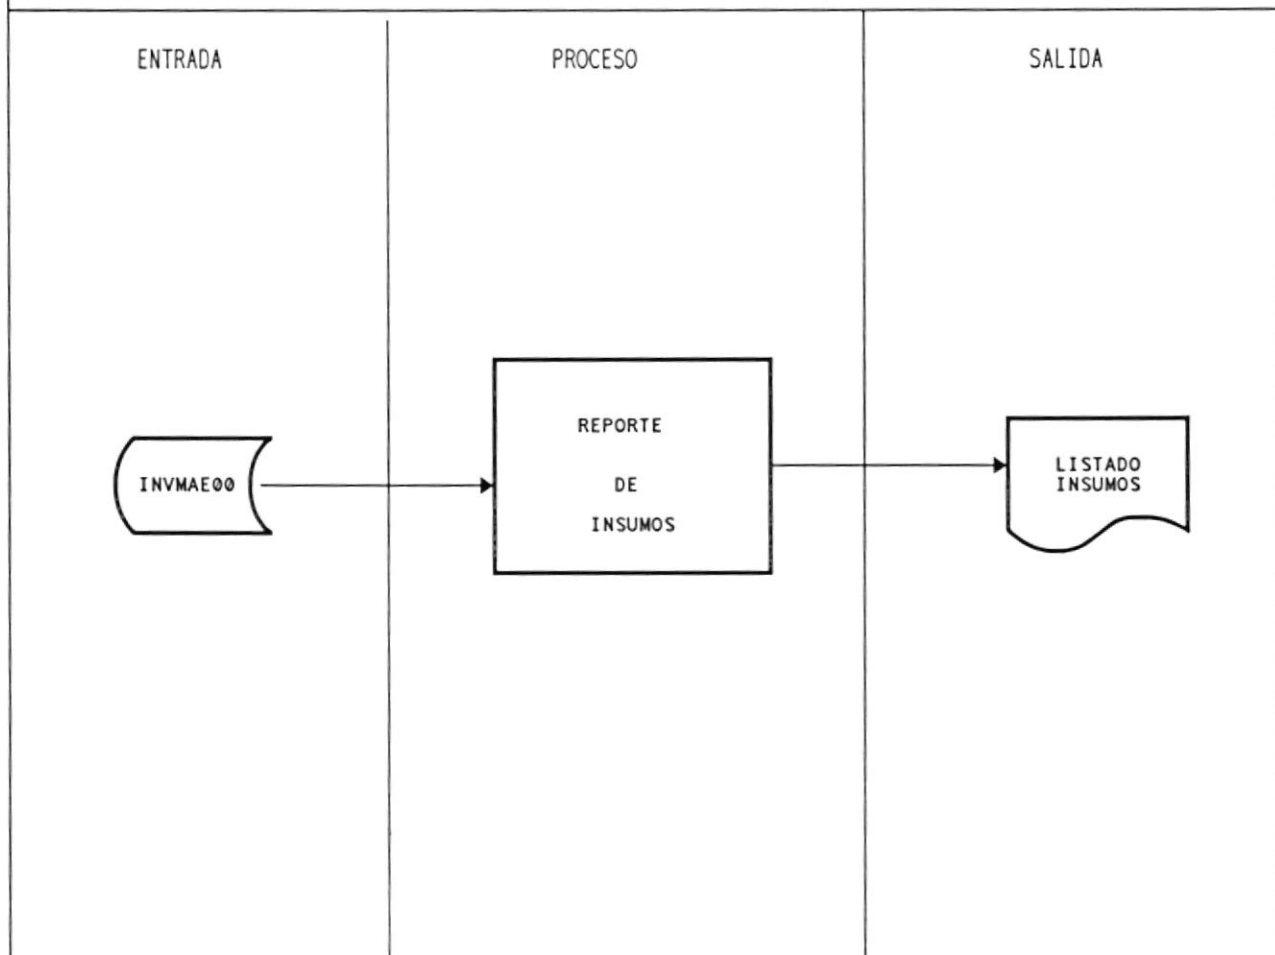 ENTRADA
PROCESO
SALIDA
INVMAE00
REPORTE
DE
INSUMOS
LISTADO
INSUMOS